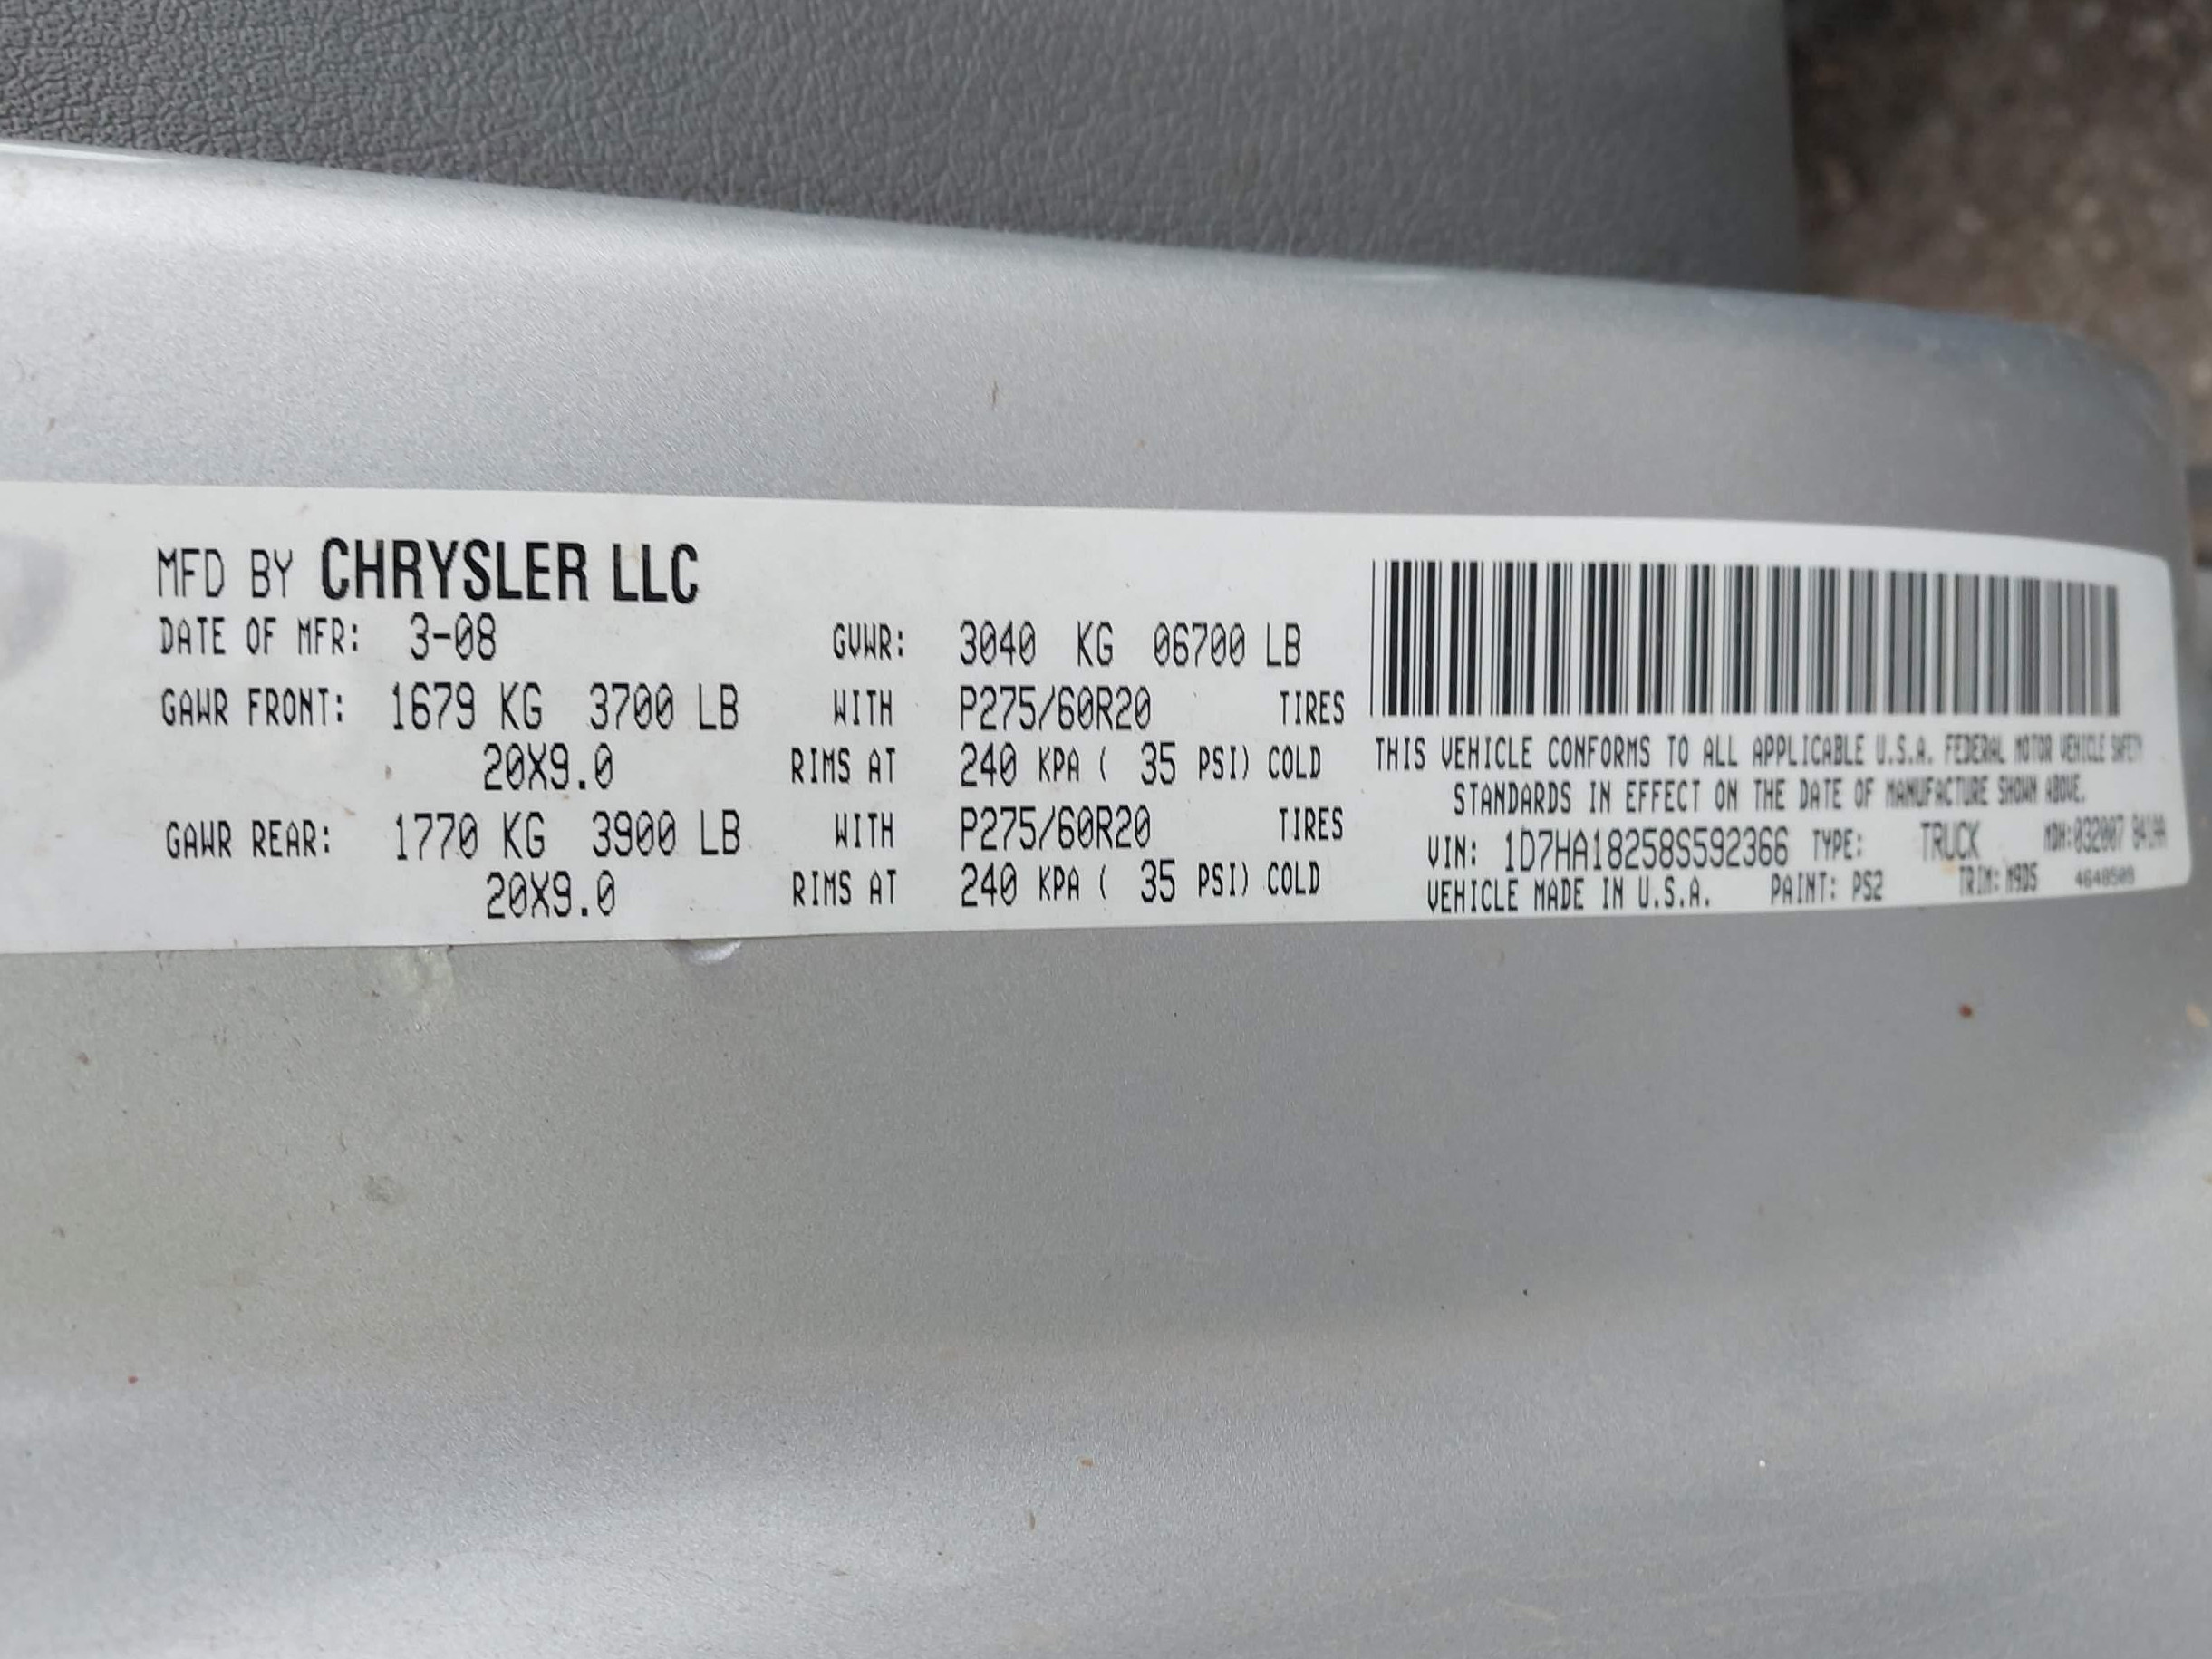 MFD BY CHRYSLER LLC
DATE OF MFR: 3-08 GVWR: 3040 KG 06700 LB
GAWR FRONT: 1679 KG 3700 LB WITH P275/60R20 TIRES
20X9.0 RIMS AT 240 KPA ( 35 PSI) COLD
GAWR REAR: 1770 KG 3900 LB WITH P275/60R20 TIRES
20X9.0 RIMS AT 240 KPA ( 35 PSI) COLD
THIS VEHICLE CONFORMS TO ALL APPLICABLE U.S.A. FEDERAL MOTOR VEHICLE SAFETY
STANDARDS IN EFFECT ON THE DATE OF MANUFACTURE SHOWN ABOVE.
VIN: 1D7HA18258S592366 TYPE: TRUCK MDH:032007
VEHICLE MADE IN U.S.A. PAINT: PS2 TRIM: M9DS